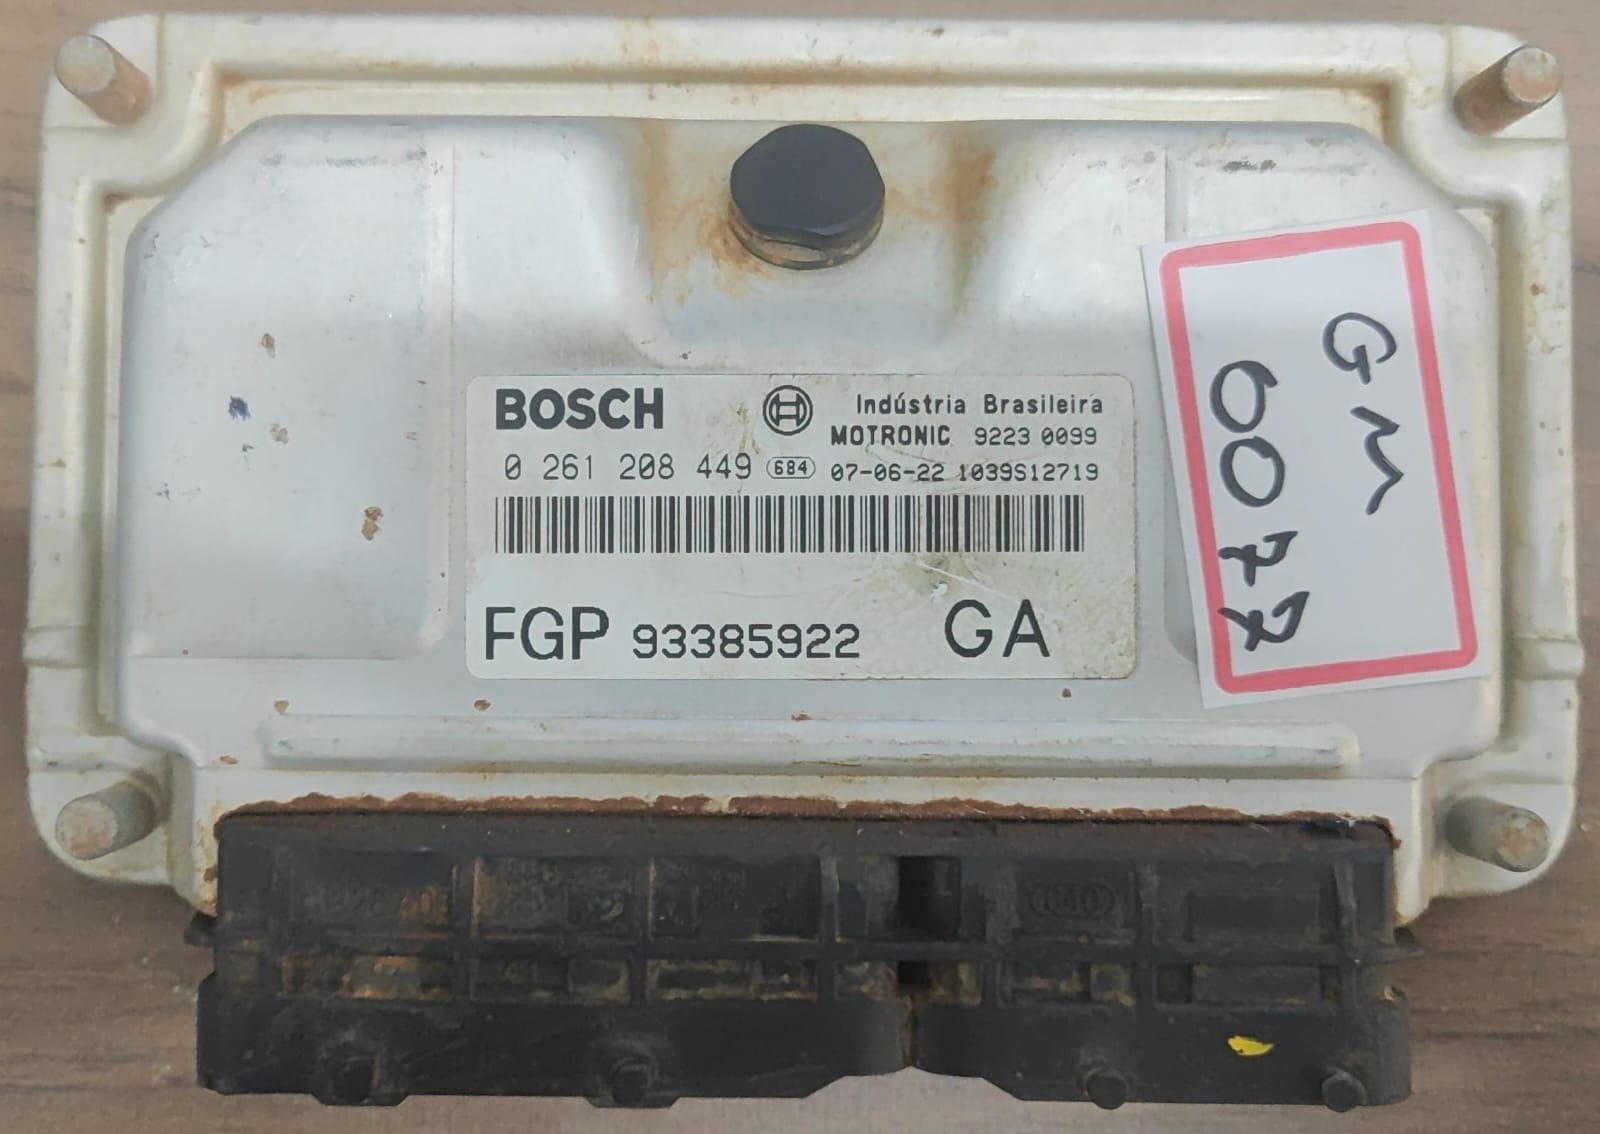 BOSCH
Indústria Brasileira
MOTRONIC 9223 0099
0 261 208 449 684 07-06-22 1039S12719
FGP 93385922 GA
GM
6077